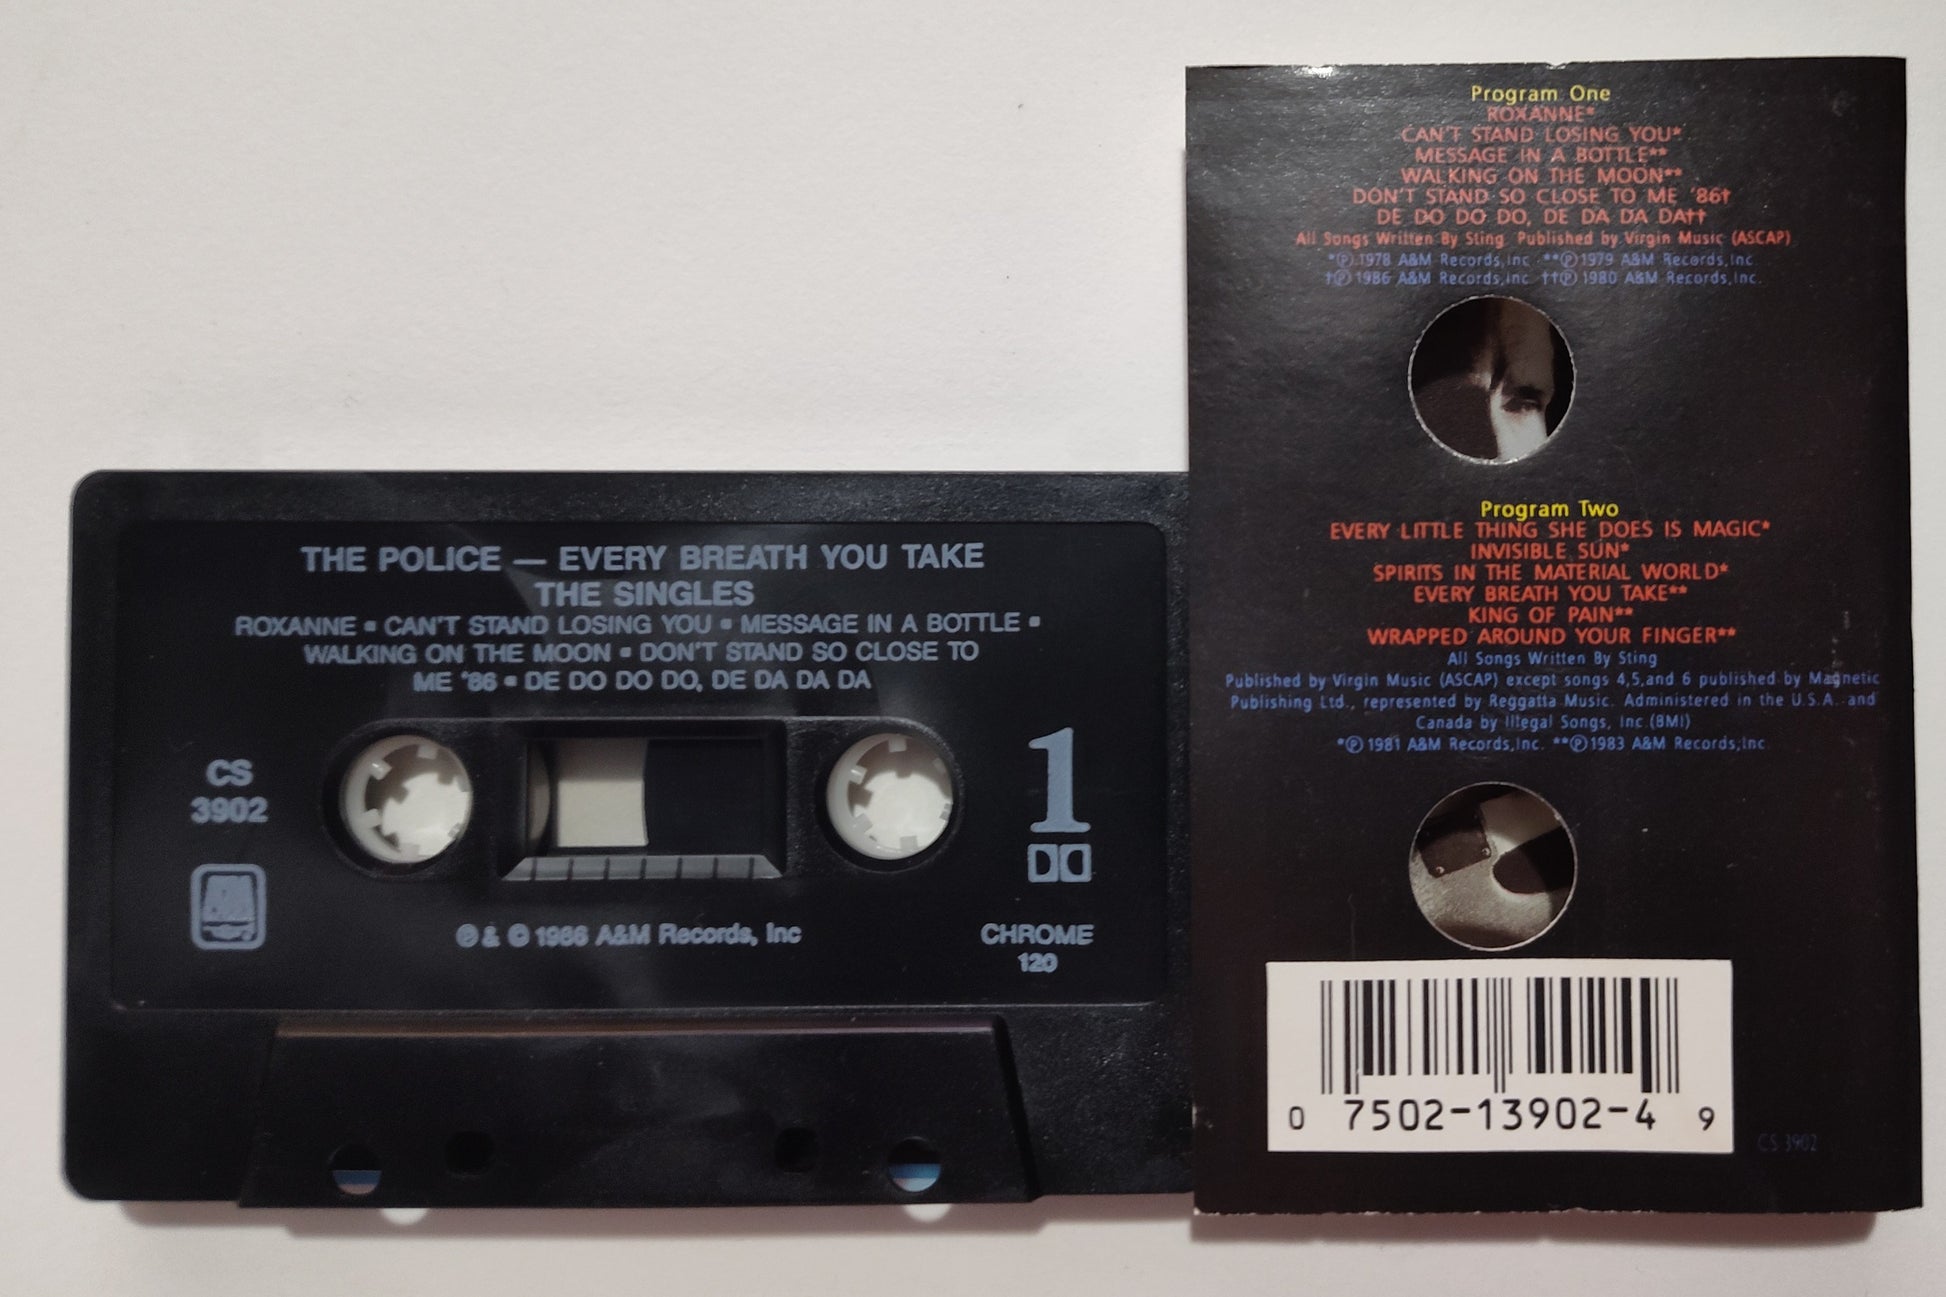 THE POLICE — EVERY BREATH YOU TAKE
THE SINGLES
ROXANNE ▪ CAN'T STAND LOSING YOU ▪ MESSAGE IN A BOTTLE ▪
WALKING ON THE MOON ▪ DON'T STAND SO CLOSE TO
ME '86 ▪ DE DO DO DO, DE DA DA DA
CS
3902
1
A&M
℗ & © 1986 A&M Records, Inc
CHROME
120
Program One
ROXANNE*
CAN'T STAND LOSING YOU*
MESSAGE IN A BOTTLE**
WALKING ON THE MOON**
DON'T STAND SO CLOSE TO ME '86†
DE DO DO DO, DE DA DA DA††
All Songs Written By Sting. Published by Virgin Music (ASCAP)
*℗ 1978 A&M Records, Inc. **℗ 1979 A&M Records, Inc.
†℗ 1986 A&M Records, Inc. ††℗ 1980 A&M Records, Inc.
Program Two
EVERY LITTLE THING SHE DOES IS MAGIC*
INVISIBLE SUN*
SPIRITS IN THE MATERIAL WORLD*
EVERY BREATH YOU TAKE**
KING OF PAIN**
WRAPPED AROUND YOUR FINGER**
All Songs Written By Sting
Published by Virgin Music (ASCAP) except songs 4,5,and 6 published by Magnetic
Publishing Ltd., represented by Reggatta Music. Administered in the U.S.A. and
Canada by Illegal Songs, Inc.(BMI)
*℗ 1981 A&M Records,Inc. **℗ 1983 A&M Records,Inc.
0 7502-13902-4 9
CS 3902